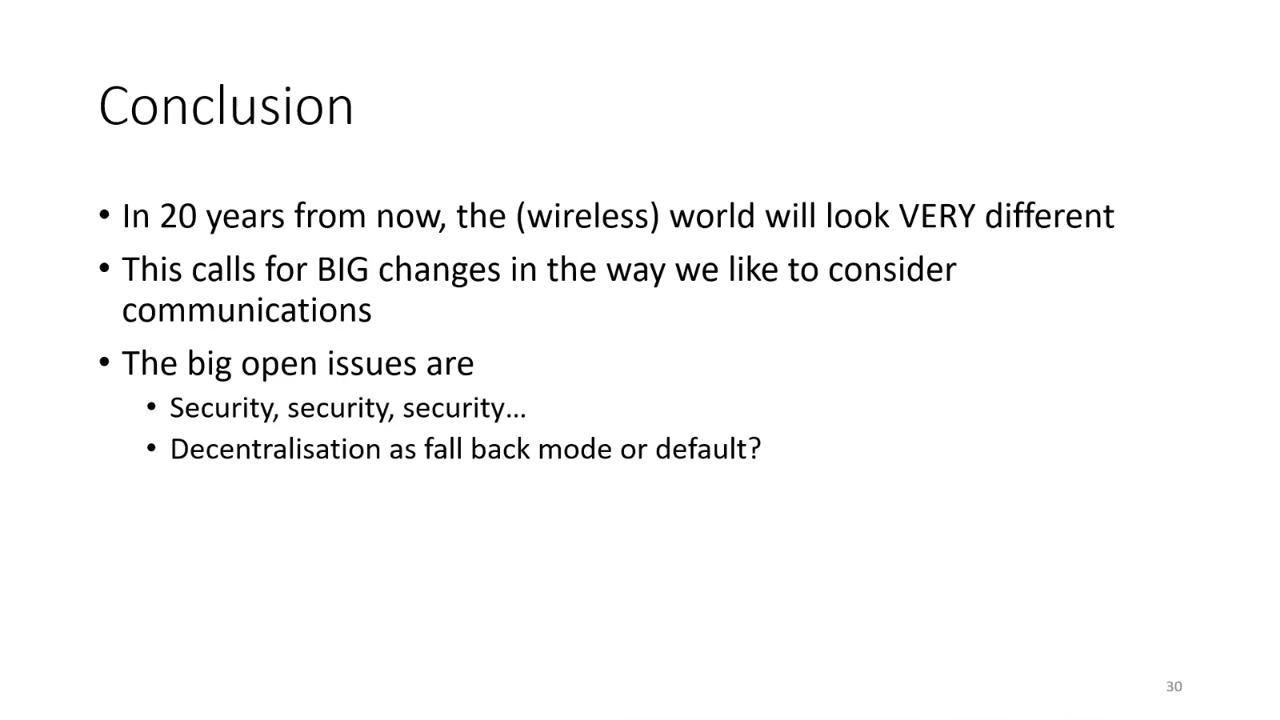 Conclusion
• In 20 years from now, the (wireless) world will look VERY different
• This calls for BIG changes in the way we like to consider
communications
• The big open issues are
• Security, security, security…
• Decentralisation as fall back mode or default?
30